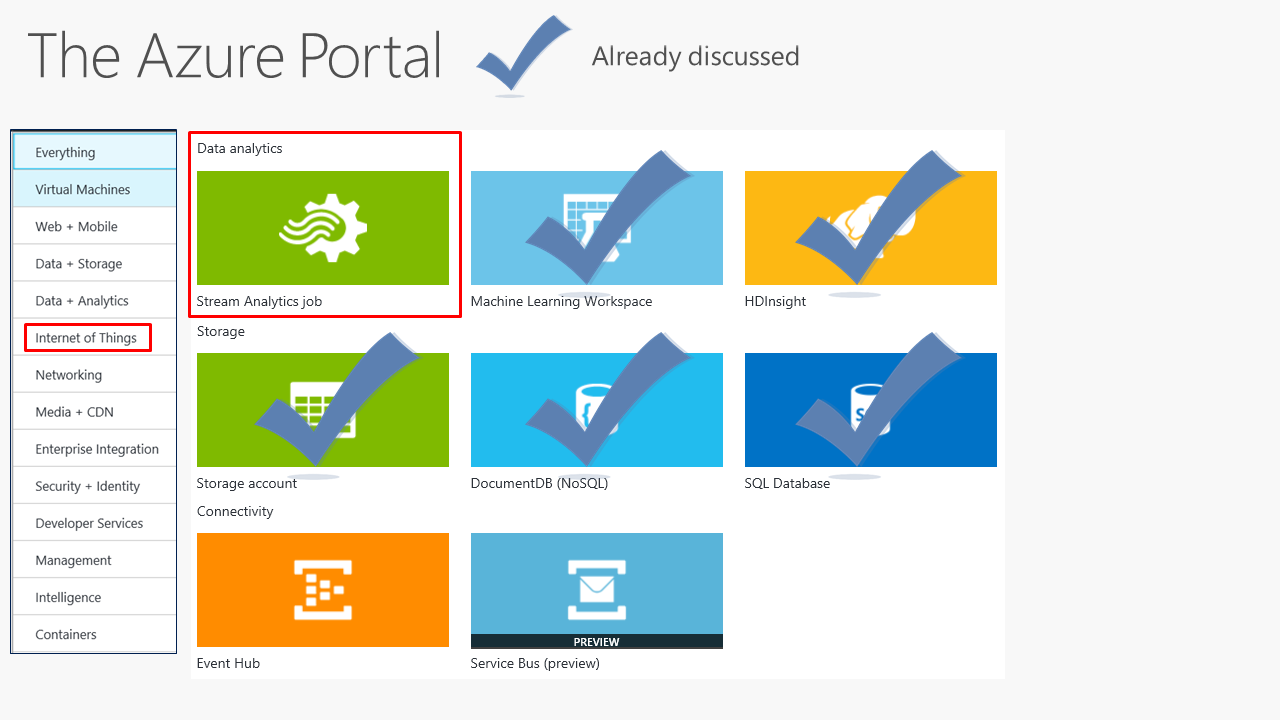 The Azure Portal
Already discussed
Everything
Virtual Machines
Web + Mobile
Data + Storage
Data + Analytics
Internet of Things
Networking
Media + CDN
Enterprise Integration
Security + Identity
Developer Services
Management
Intelligence
Containers
Data analytics
Stream Analytics job
Machine Learning Workspace
HDInsight
Storage
Storage account
DocumentDB (NoSQL)
SQL Database
Connectivity
PREVIEW
Event Hub
Service Bus (preview)